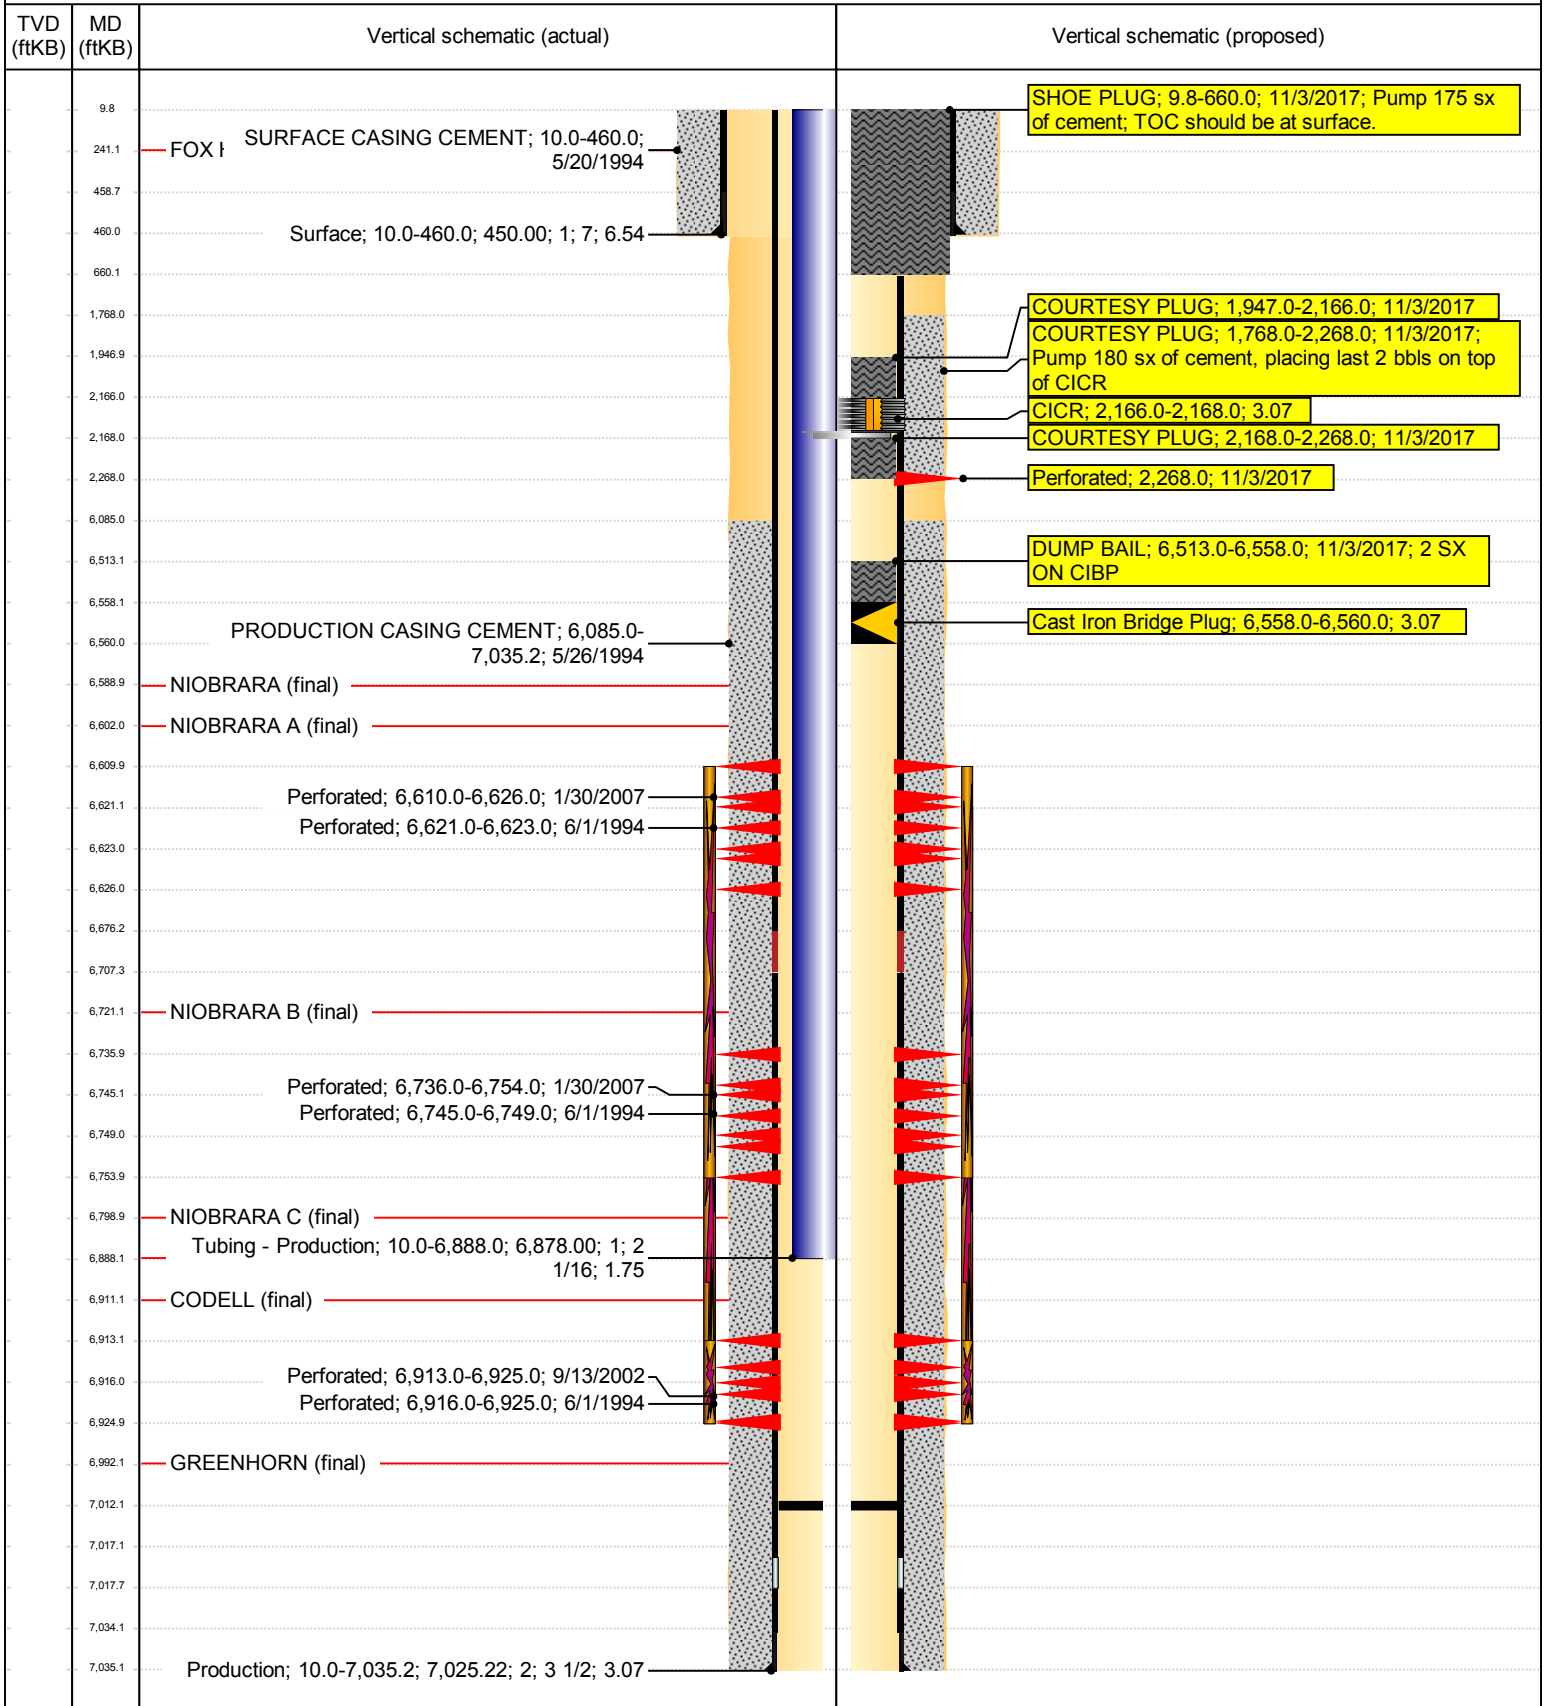 TVD
(ftKB)
MD
(ftKB)
Vertical schematic (actual)
Vertical schematic (proposed)
9.8
241.1
458.7
460.0
660.1
1,768.0
1,946.9
2,166.0
2,168.0
2,268.0
6,085.0
6,513.1
6,558.1
6,560.0
6,588.9
6,602.0
6,609.9
6,621.1
6,623.0
6,626.0
6,676.2
6,707.3
6,721.1
6,735.9
6,745.1
6,749.0
6,753.9
6,798.9
6,888.1
6,911.1
6,913.1
6,916.0
6,924.9
6,992.1
7,012.1
7,017.1
7,017.7
7,034.1
7,035.1
FOX
SURFACE CASING CEMENT; 10.0-460.0;
5/20/1994
Surface; 10.0-460.0; 450.00; 1; 7; 6.54
PRODUCTION CASING CEMENT; 6,085.0-
7,035.2; 5/26/1994
NIOBRARA (final)
NIOBRARA A (final)
Perforated; 6,610.0-6,626.0; 1/30/2007
Perforated; 6,621.0-6,623.0; 6/1/1994
NIOBRARA B (final)
Perforated; 6,736.0-6,754.0; 1/30/2007
Perforated; 6,745.0-6,749.0; 6/1/1994
NIOBRARA C (final)
Tubing - Production; 10.0-6,888.0; 6,878.00; 1; 2
1/16; 1.75
CODELL (final)
Perforated; 6,913.0-6,925.0; 9/13/2002
Perforated; 6,916.0-6,925.0; 6/1/1994
GREENHORN (final)
Production; 10.0-7,035.2; 7,025.22; 2; 3 1/2; 3.07
SHOE PLUG; 9.8-660.0; 11/3/2017; Pump 175 sx
of cement; TOC should be at surface.
COURTESY PLUG; 1,947.0-2,166.0; 11/3/2017
COURTESY PLUG; 1,768.0-2,268.0; 11/3/2017;
Pump 180 sx of cement, placing last 2 bbls on top
of CICR
CICR; 2,166.0-2,168.0; 3.07
COURTESY PLUG; 2,168.0-2,268.0; 11/3/2017
Perforated; 2,268.0; 11/3/2017
DUMP BAIL; 6,513.0-6,558.0; 11/3/2017; 2 SX
ON CIBP
Cast Iron Bridge Plug; 6,558.0-6,560.0; 3.07